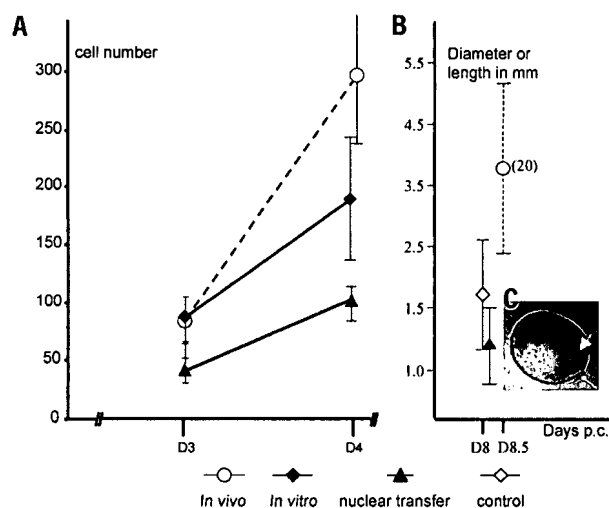 A
cell number
300
250
200
150
100
50
0
D3
D4
B
Diameter or
length in mm
5.5
4.5
3.5
2.5
1.5
1.0
(20)
C
D8
D8.5
Days p.c.
In vivo
In vitro
nuclear transfer
control